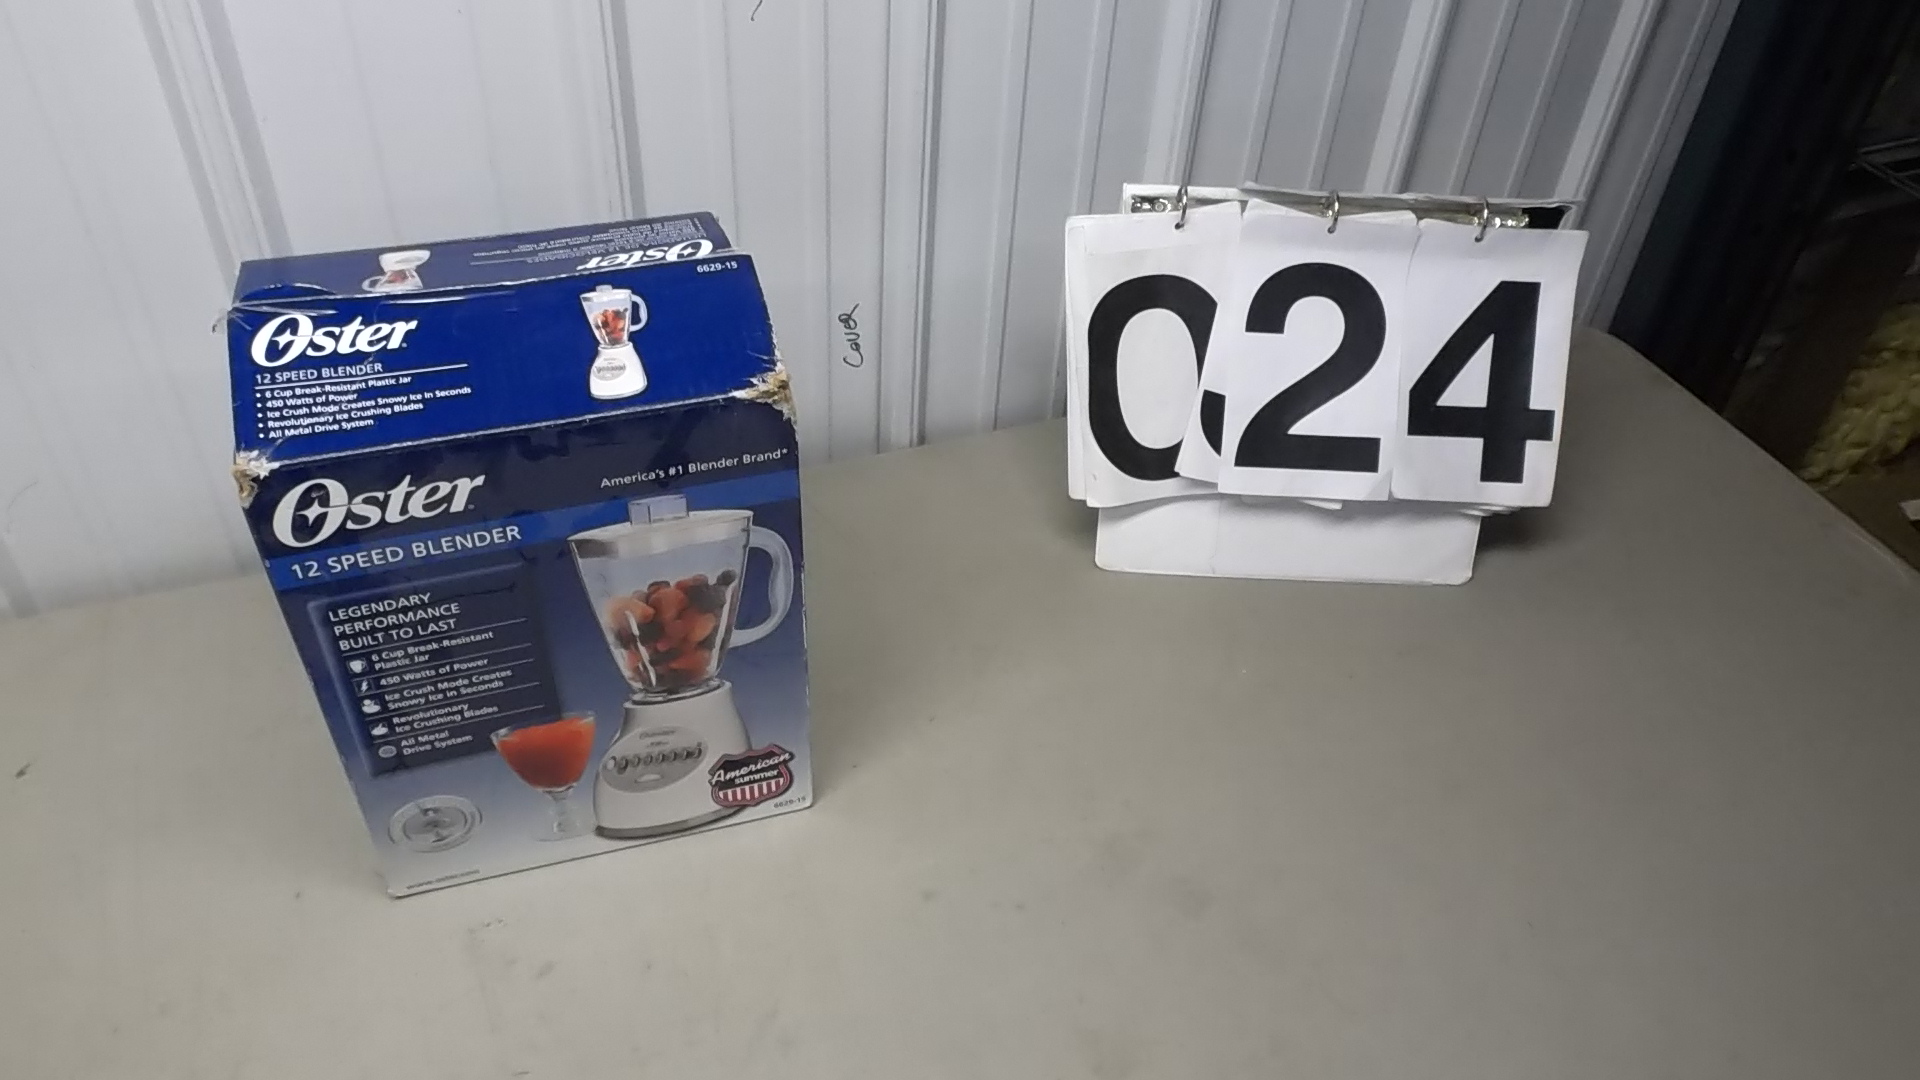 Oster
6629-15
Oster
12 SPEED BLENDER
• 6 Cup Break-Resistant Plastic Jar
• 450 Watts of Power
• Ice Crush Mode Creates Snowy Ice In Seconds
• Revolutionary Ice Crushing Blades
• All Metal Drive System
America's #1 Blender Brand*
Oster
12 SPEED BLENDER
LEGENDARY
PERFORMANCE
BUILT TO LAST
6 Cup Break-Resistant
Plastic Jar
450 Watts of Power
Ice Crush Mode Creates
Snowy Ice in Seconds
Revolutionary
Ice Crushing Blades
All Metal
Drive System
American
summer
6629-15
COVER
024